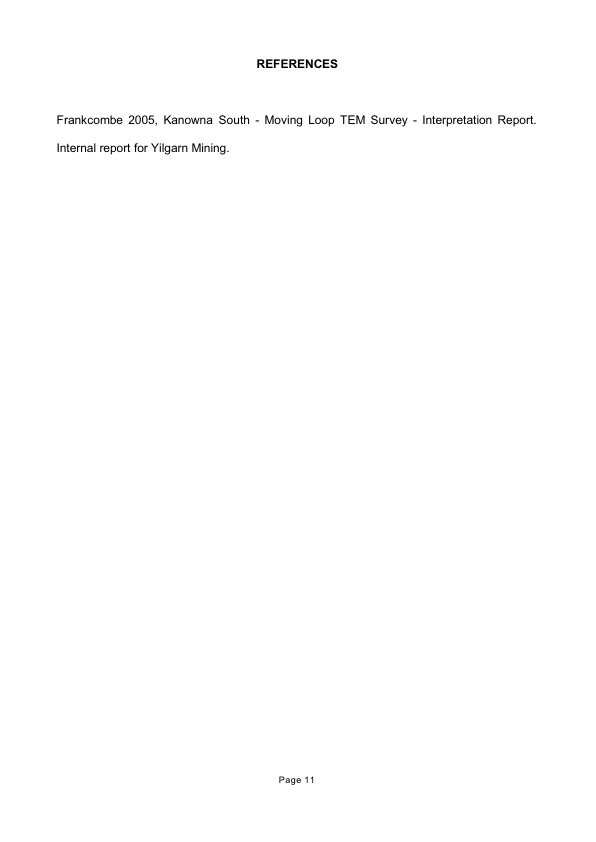 REFERENCES
Frankcombe 2005, Kanowna South - Moving Loop TEM Survey - Interpretation Report.
Internal report for Yilgarn Mining.
Page 11